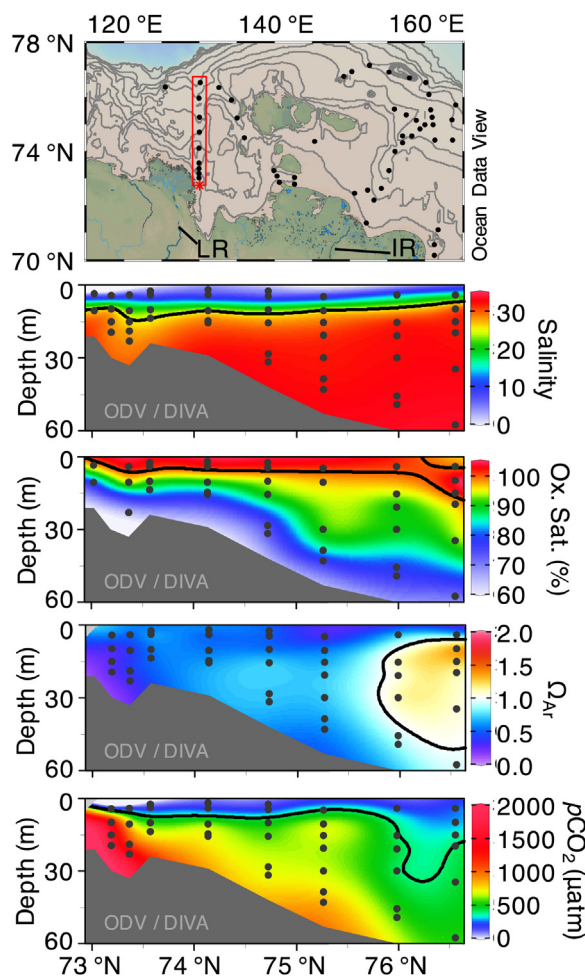 120 °E 140 °E 160 °E
78 °N
74 °N
70 °N
LR
IR
Ocean Data View
0
30
60
Depth (m)
ODV / DIVA
30
20
10
0
Salinity
0
30
60
Depth (m)
ODV / DIVA
100
90
80
70
60
Ox. Sat. (%)
0
30
60
Depth (m)
ODV / DIVA
2.0
1.5
1.0
0.5
0.0
ΩAr
0
30
60
Depth (m)
ODV / DIVA
2000
1500
1000
500
0
pCO2
(µatm)
73 °N 74 °N 75 °N 76 °N